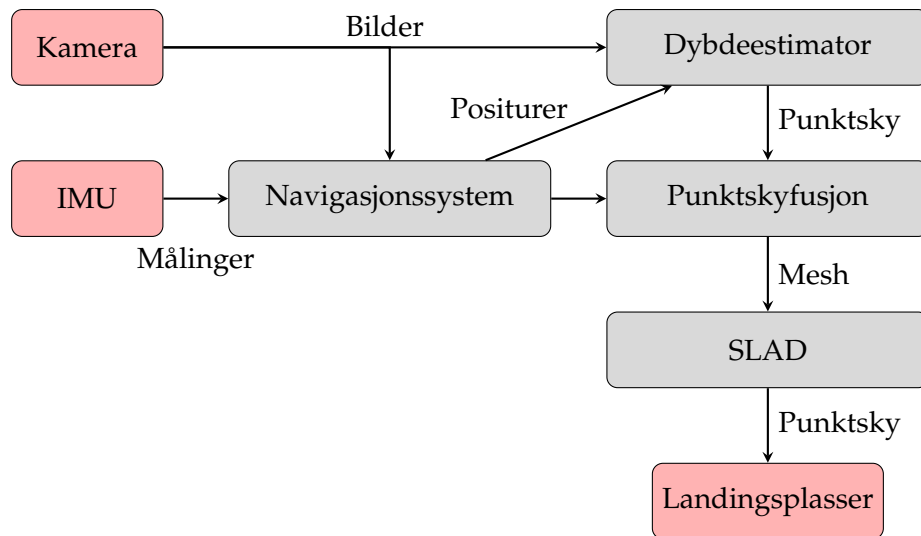 Kamera
Bilder
Dybdeestimator
Positurer
Punktsky
IMU
Navigasjonssystem
Punktskyfusjon
Målinger
Mesh
SLAD
Punktsky
Landingsplasser